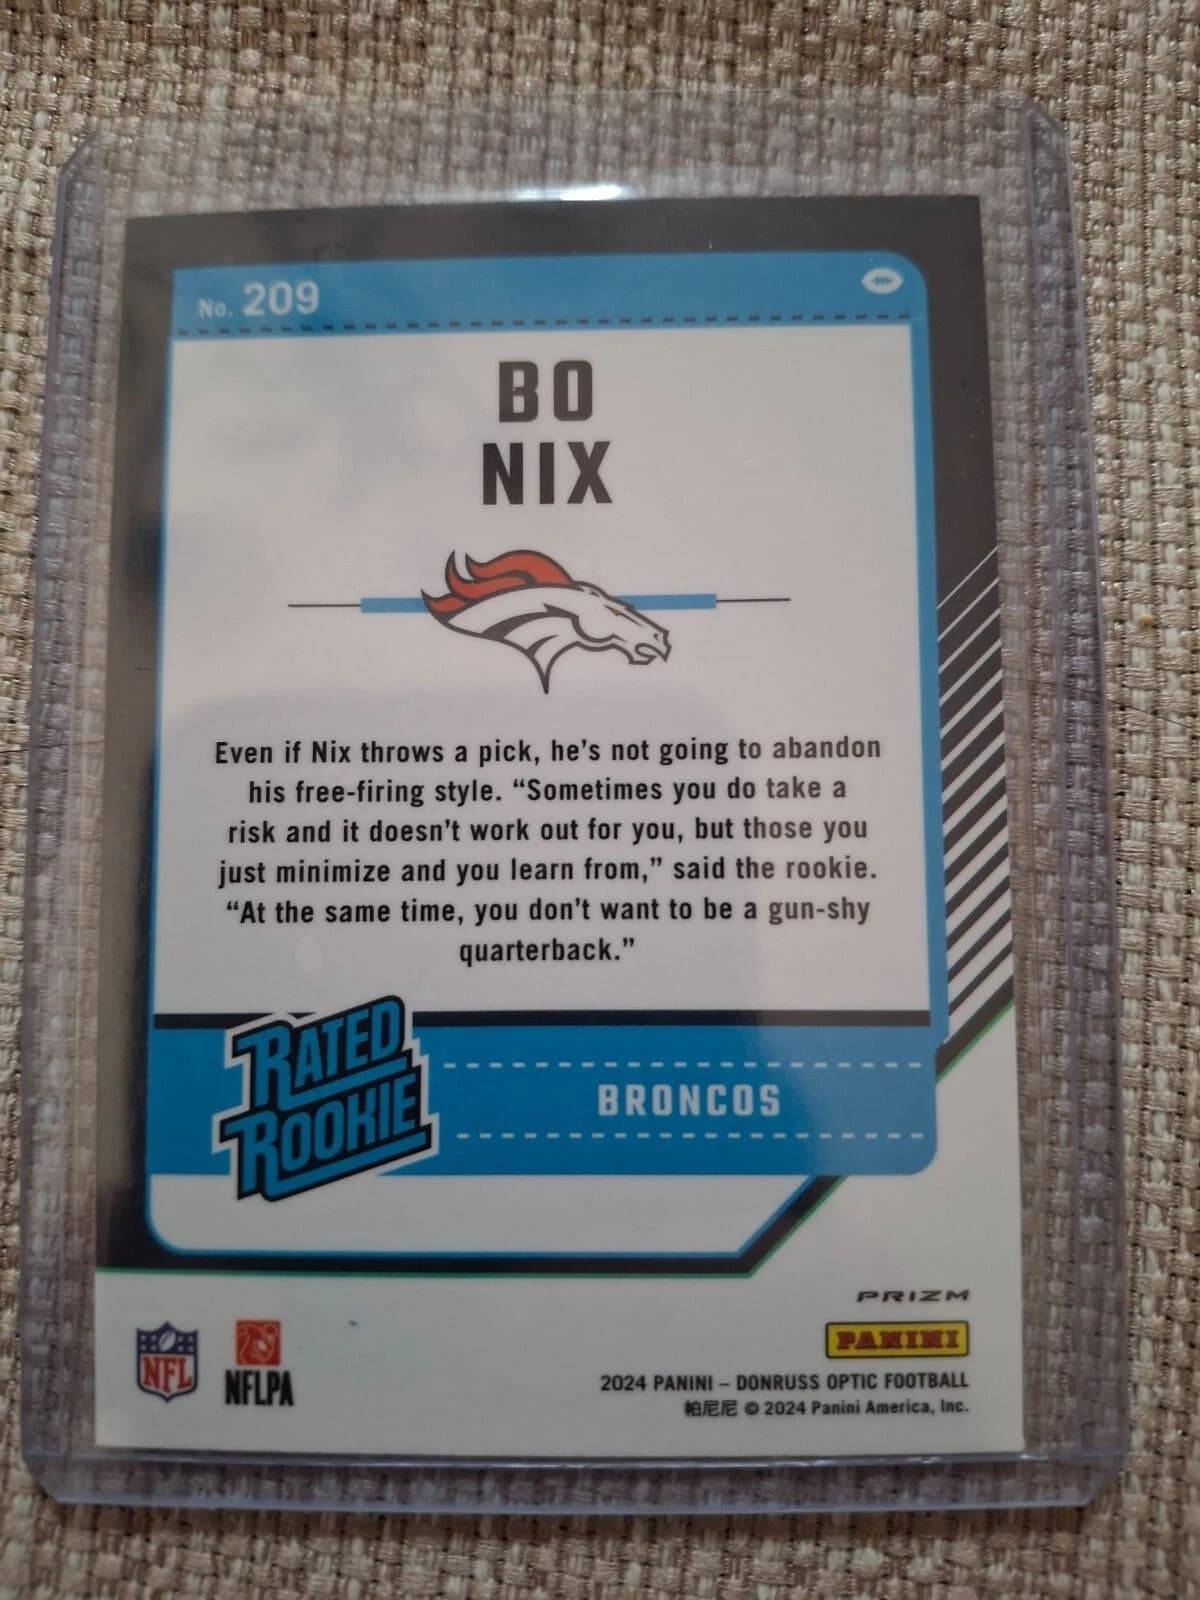 No. 209
BO
NIX
Even if Nix throws a pick, he's not going to abandon
his free-firing style. “Sometimes you do take a
risk and it doesn't work out for you, but those you
just minimize and you learn from,” said the rookie.
“At the same time, you don't want to be a gun-shy
quarterback.”
RATED
ROOKIE
BRONCOS
PRIZM
PANINI
NFL
NFLPA
2024 PANINI – DONRUSS OPTIC FOOTBALL
帕尼尼 © 2024 Panini America, Inc.